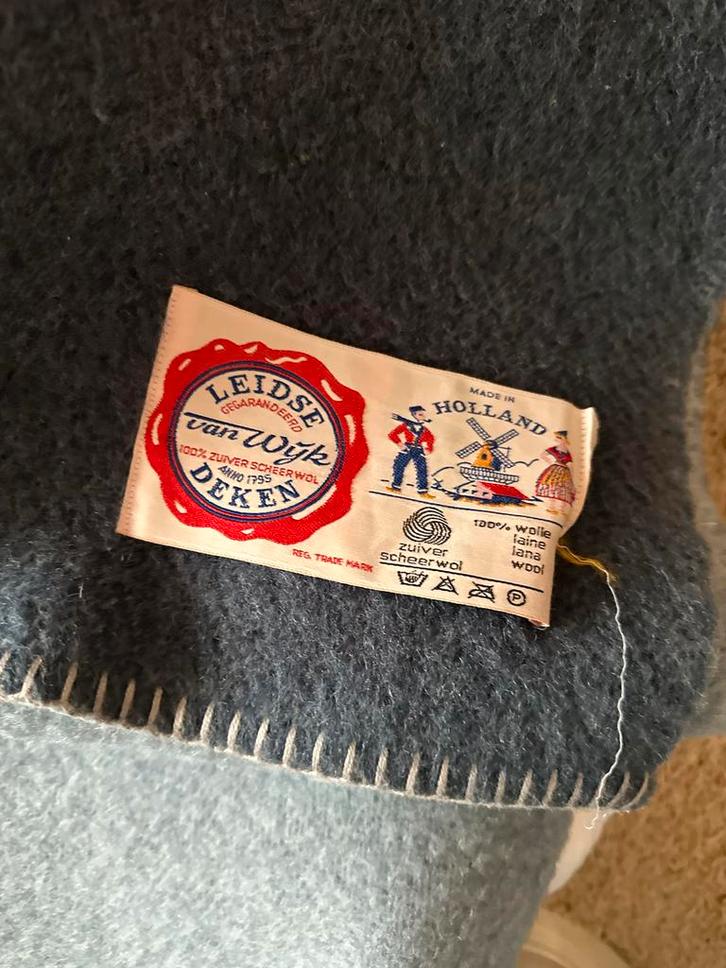 LEIDSE
GEGARANDEERD
van Wijk
100% ZUIVER SCHEERWOL
ANNO 1795
DEKEN
REG. TRADE MARK
MADE IN
HOLLAND
zuiver
scheerwol
100% wolle
laine
lana
wool
P